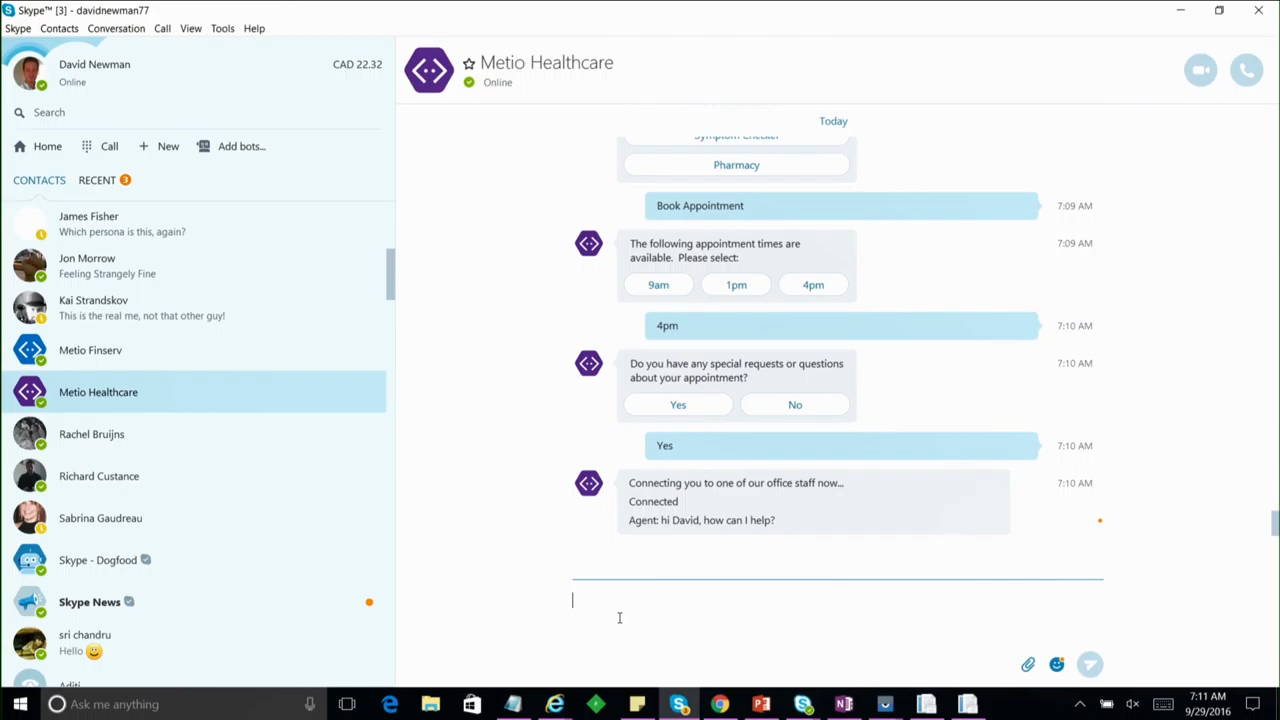 Skype™ [3] - davidnewman77
Skype Contacts Conversation Call View Tools Help
David Newman
CAD 22.32
Online
Search
Home Call New Add bots...
CONTACTS RECENT 3
James Fisher
Which persona is this, again?
Jon Morrow
Feeling Strangely Fine
Kai Strandskov
This is the real me, not that other guy!
Metio Finserv
Metio Healthcare
Rachel Bruijns
Richard Custance
Sabrina Gaudreau
Skype - Dogfood
Skype News
sri chandru
Hello
Aditi
Metio Healthcare
Online
Today
Symptom Checker
Pharmacy
Book Appointment
7:09 AM
The following appointment times are
7:09 AM
available. Please select:
9am 1pm 4pm
4pm
7:10 AM
Do you have any special requests or questions
7:10 AM
about your appointment?
Yes No
Yes
7:10 AM
Connecting you to one of our office staff now...
7:10 AM
Connected
Agent: hi David, how can I help?
Ask me anything
7:11 AM
9/29/2016